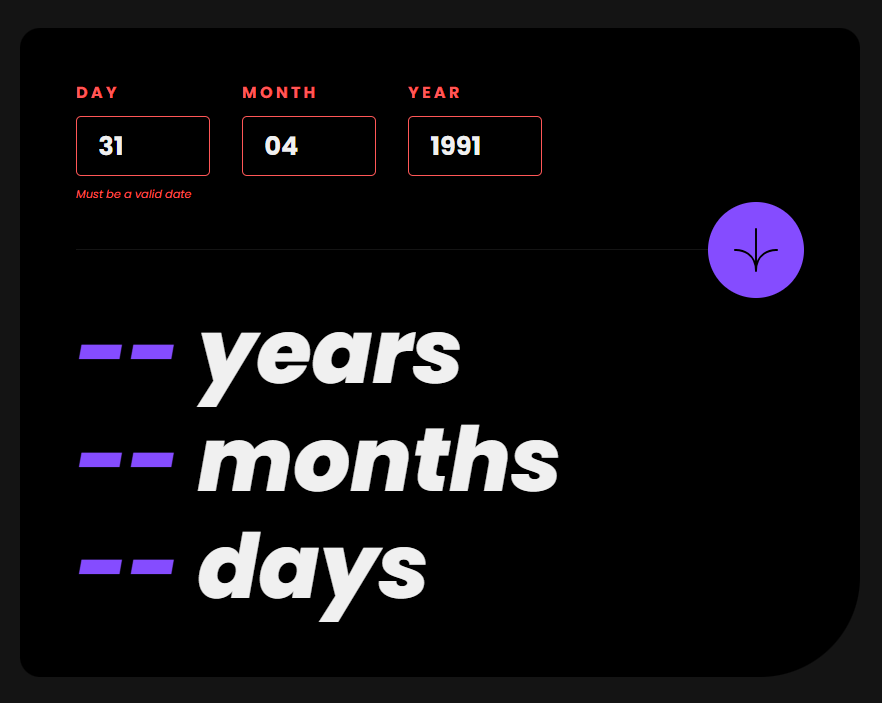 DAY MONTH YEAR
31 04 1991
Must be a valid date
-- years
-- months
-- days